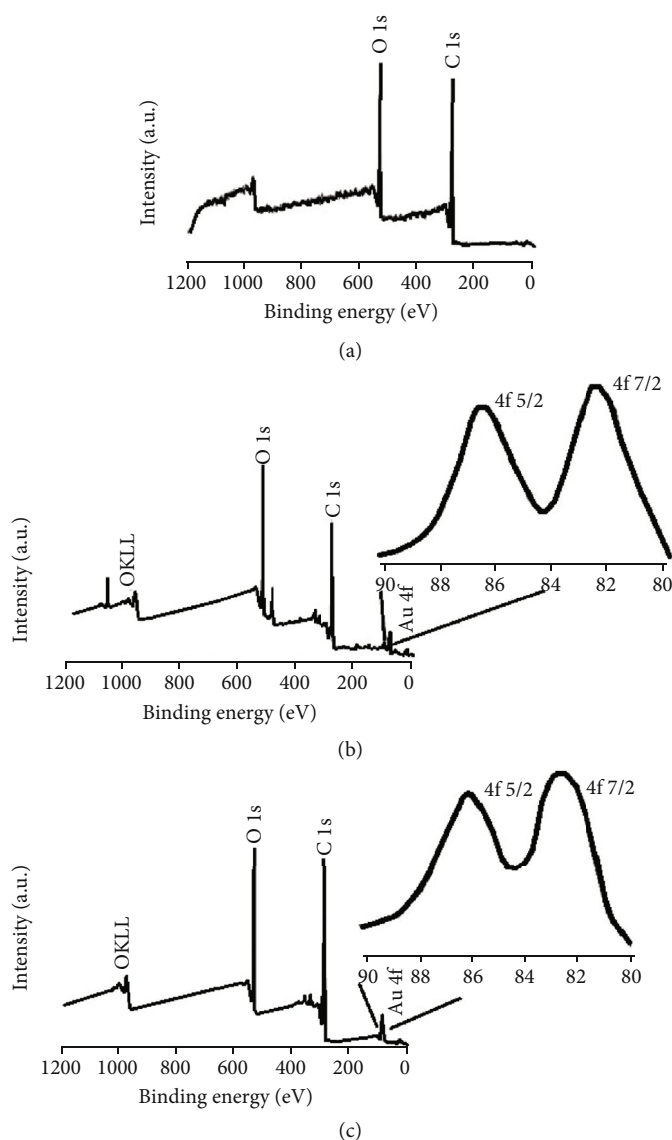 O 1s
C 1s
Intensity (a.u.)
1200 1000 800 600 400 200 0
Binding energy (eV)
(a)
4f 5/2
4f 7/2
90 88 86 84 82 80
O 1s
C 1s
OKLL
Au 4f
Intensity (a.u.)
1200 1000 800 600 400 200 0
Binding energy (eV)
(b)
4f 5/2
4f 7/2
90 88 86 84 82 80
O 1s
C 1s
OKLL
Au 4f
Intensity (a.u.)
1200 1000 800 600 400 200 0
Binding energy (eV)
(c)